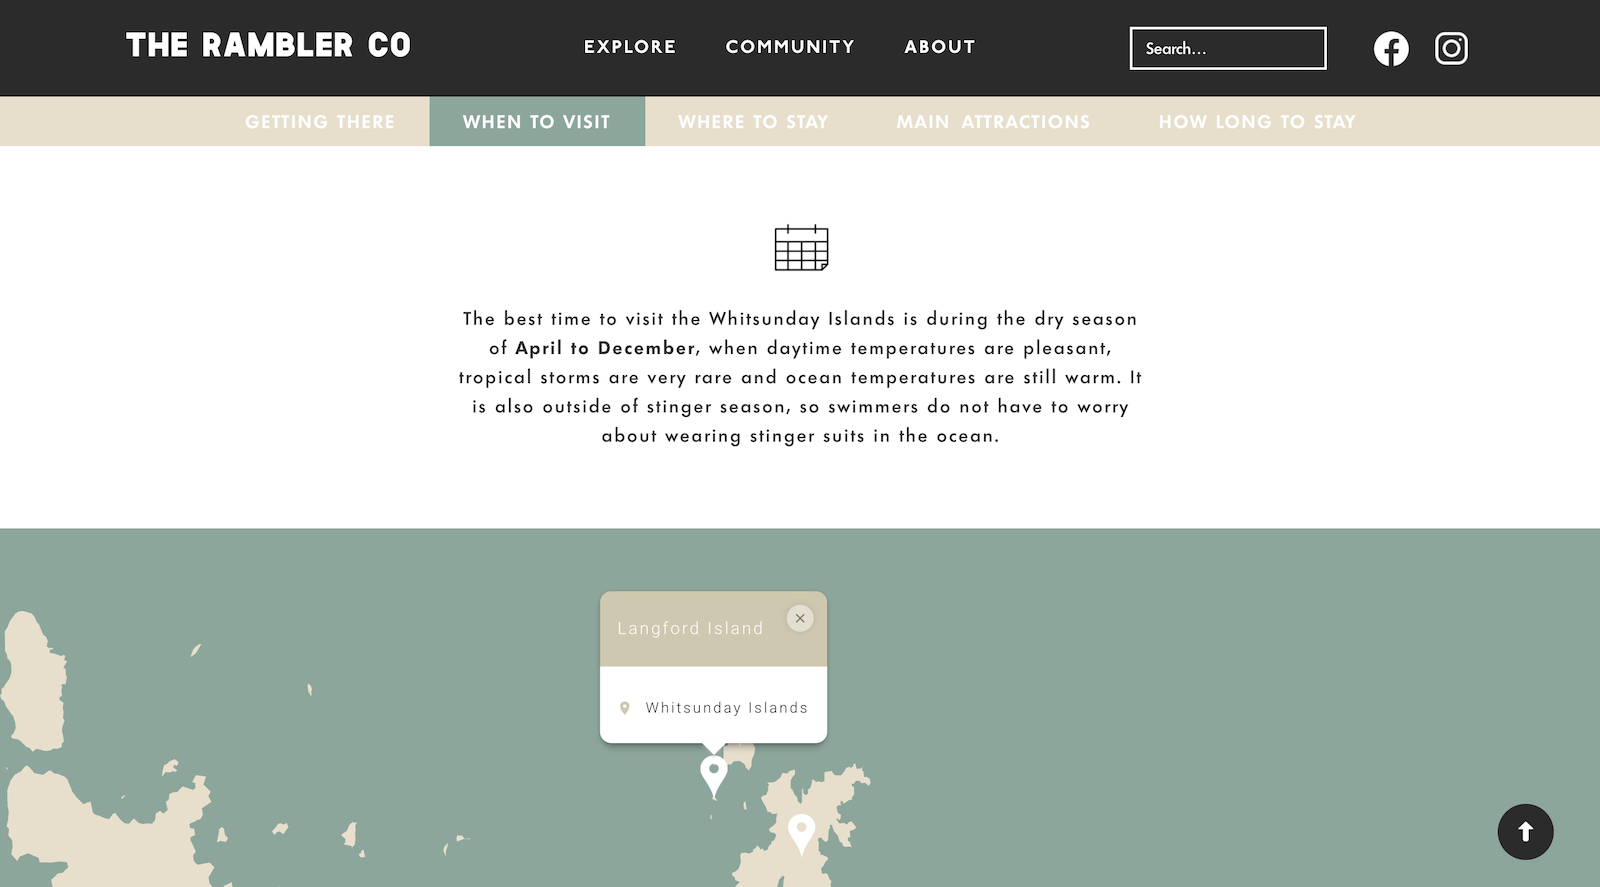 THE RAMBLER CO
EXPLORE
COMMUNITY
ABOUT
Search...
GETTING THERE
WHEN TO VISIT
WHERE TO STAY
MAIN ATTRACTIONS
HOW LONG TO STAY
The best time to visit the Whitsunday Islands is during the dry season
of April to December, when daytime temperatures are pleasant,
tropical storms are very rare and ocean temperatures are still warm. It
is also outside of stinger season, so swimmers do not have to worry
about wearing stinger suits in the ocean.
Langford Island
Whitsunday Islands